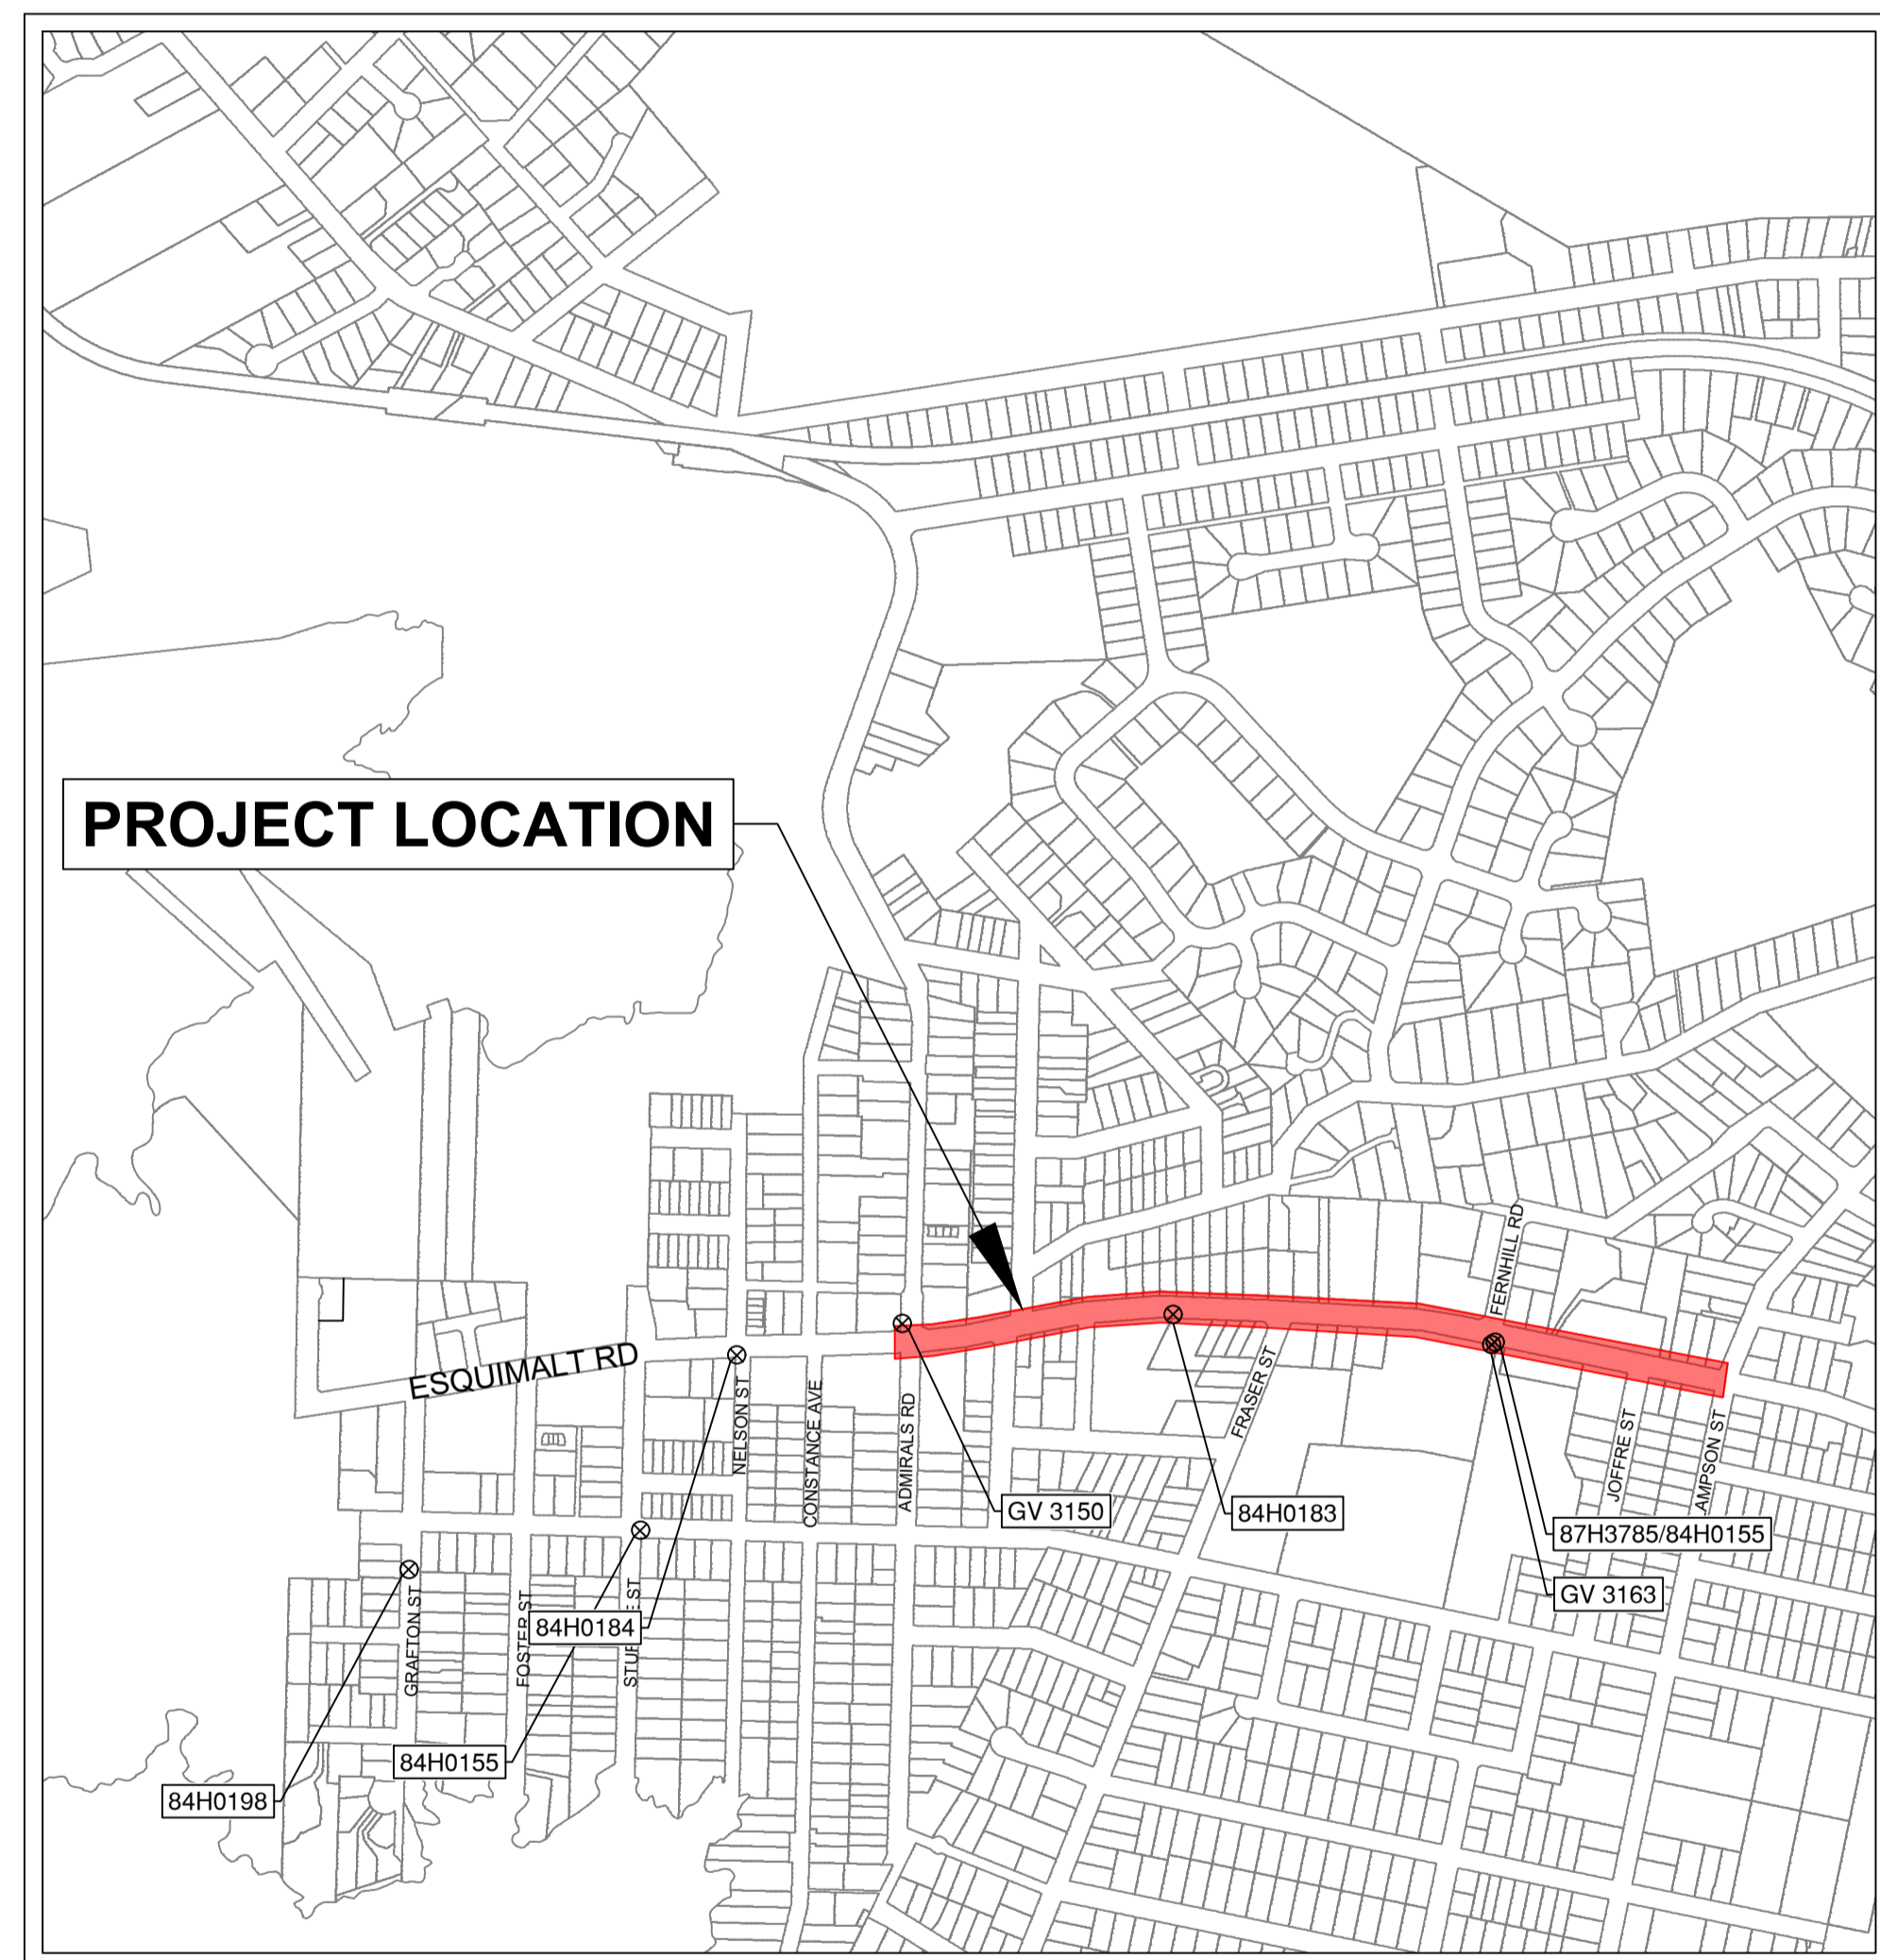 PROJECT LOCATION
FERNHILL RD
ESQUIMALT RD
NELSON ST
CONSTANCE AVE
ADMIRALS RD
FRASER ST
JOFFRE ST
AMPSON ST
GV 3150
84H0183
87H3785/84H0155
GV 3163
GRAFTON ST
FOSTER ST
84H0184
ST
84H0155
84H0198